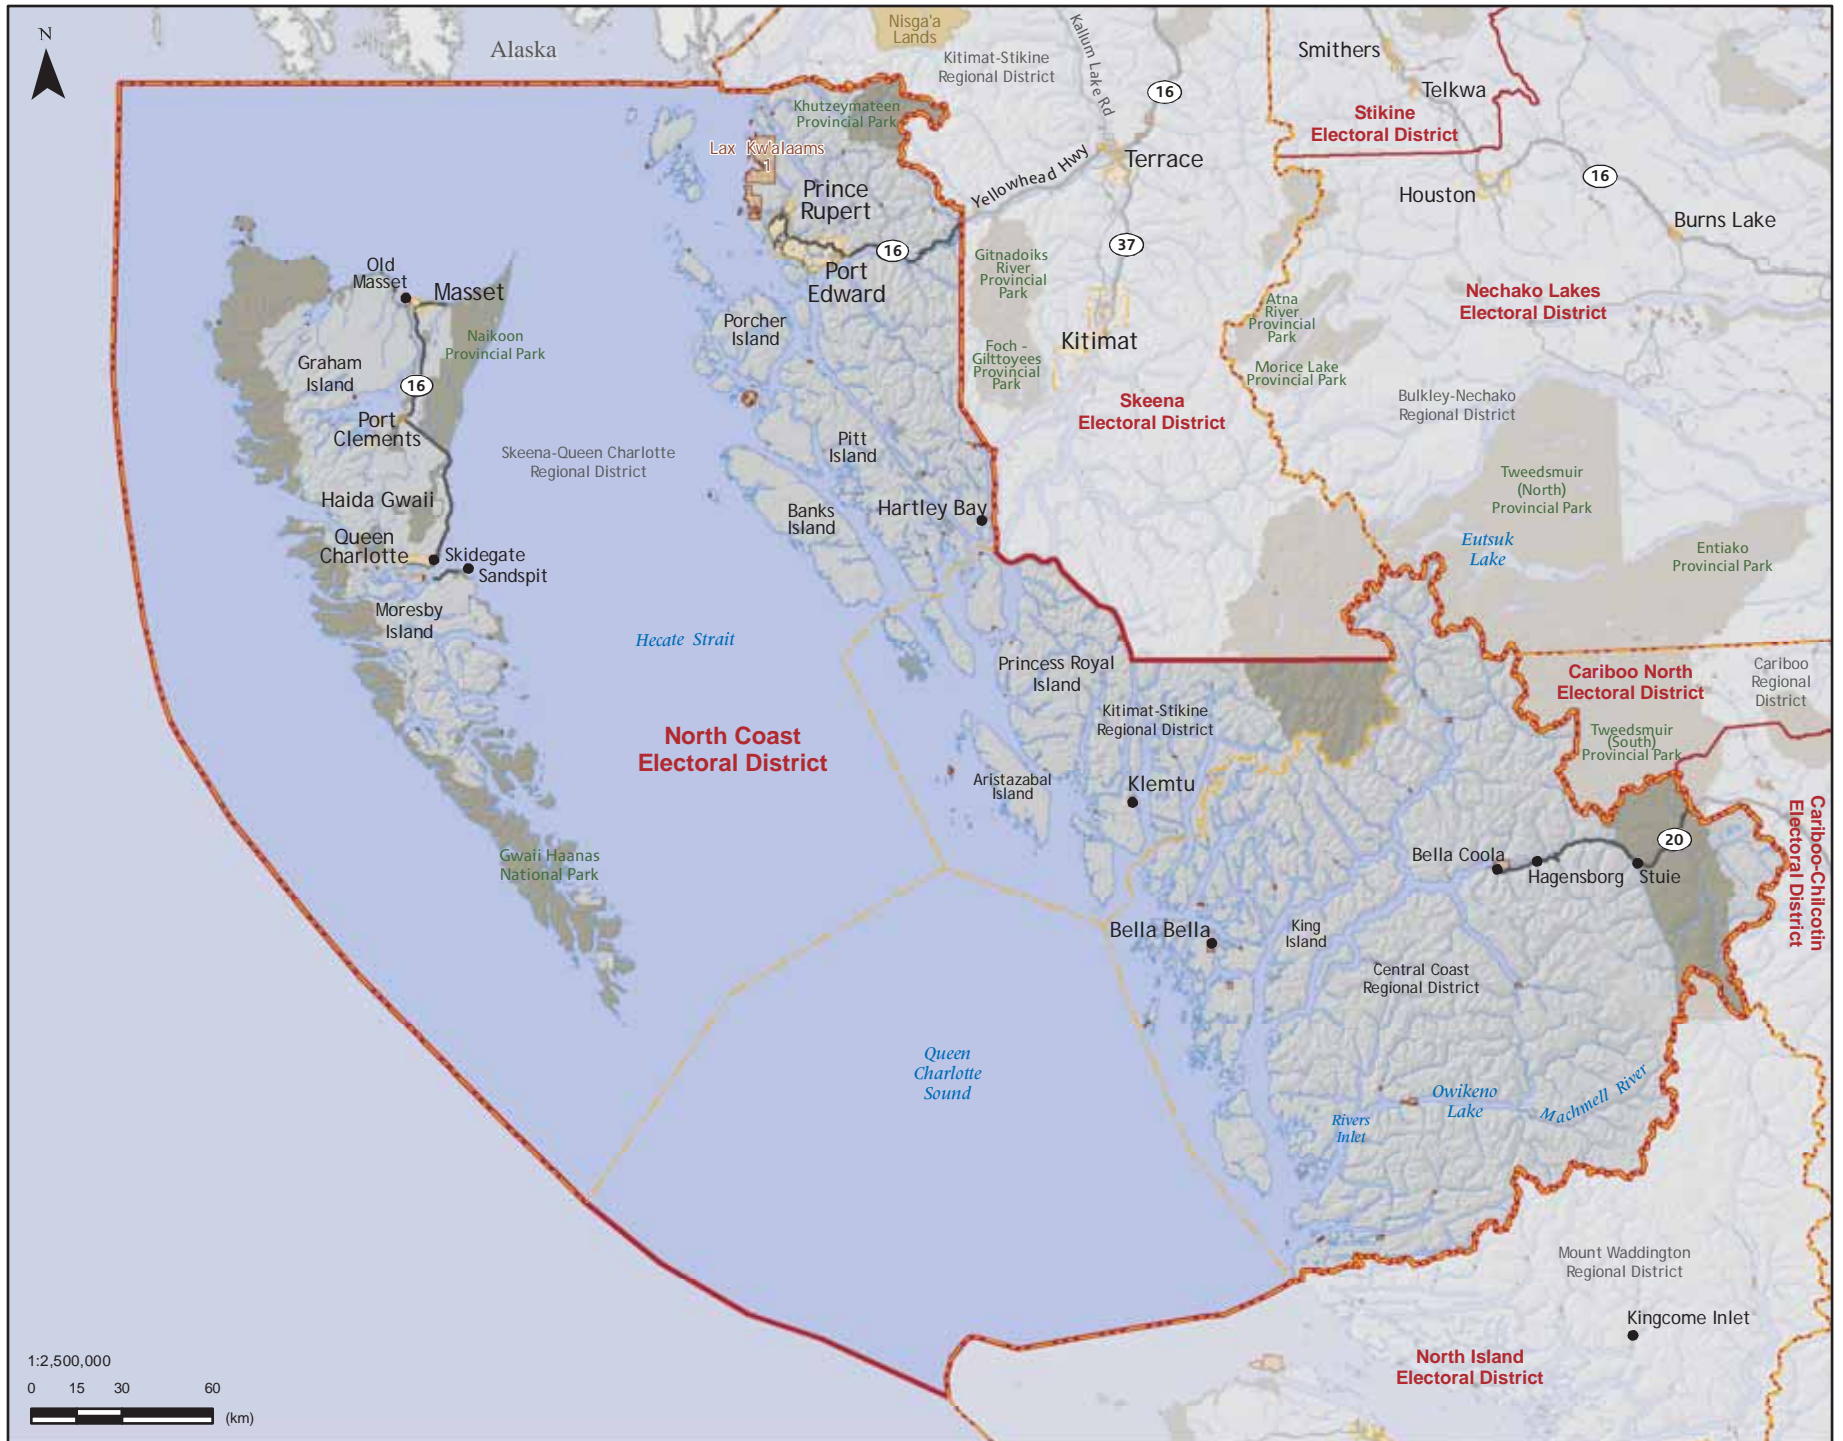 N
Alaska
Nisga'a
Lands
Kitimat-Stikine
Regional District
Kalum Lake Rd
16
Smithers
Telkwa
Stikine
Electoral District
Khutzeymateen
Provincial Park
Lax Kw'alaams
1
Prince
Rupert
Yellowhead Hwy
Terrace
Houston
16
Burns Lake
16
37
Port
Edward
Gitnadoiks
River
Provincial
Park
Old
Masset
Masset
Naikoon
Provincial Park
Porcher
Island
Foch -
Gilttoyees
Provincial
Park
Kitimat
Atna
River
Provincial
Park
Morice Lake
Provincial Park
Nechako Lakes
Electoral District
Graham
Island
16
Port
Clements
Skeena
Electoral District
Bulkley-Nechako
Regional District
Skeena-Queen Charlotte
Regional District
Pitt
Island
Haida Gwaii
Banks
Island
Hartley Bay
Tweedsmuir
(North)
Provincial Park
Eutsuk
Lake
Entiako
Provincial Park
Queen
Charlotte
Skidegate
Sandspit
Moresby
Island
Hecate Strait
Princess Royal
Island
Kitimat-Stikine
Regional District
Cariboo North
Electoral District
Cariboo
Regional
District
North Coast
Electoral District
Tweedsmuir
(South)
Provincial Park
Aristazabal
Island
Klemtu
Cariboo-Chilcotin
Electoral District
Gwaii Haanas
National Park
Bella Coola
Hagensborg
Stuie
20
Bella Bella
King
Island
Central Coast
Regional District
Queen
Charlotte
Sound
Rivers
Inlet
Owikeno
Lake
Machmell River
Mount Waddington
Regional District
Kingcome Inlet
North Island
Electoral District
1:2,500,000
0 15 30 60
(km)